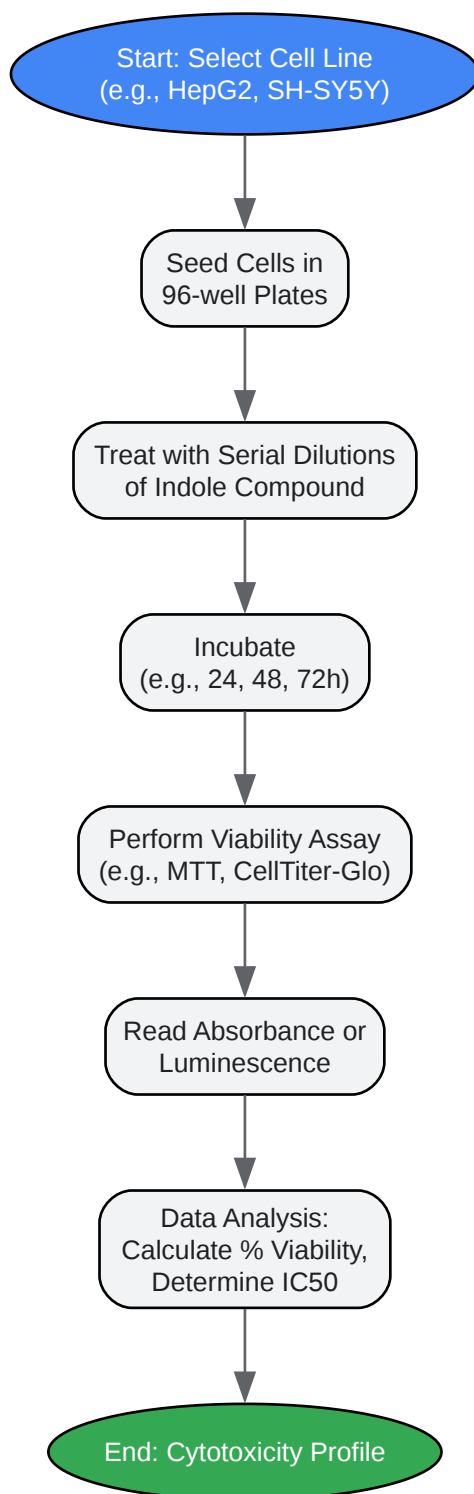 Start: Select Cell Line
(e.g., HepG2, SH-SY5Y)
Seed Cells in
96-well Plates
Treat with Serial Dilutions
of Indole Compound
Incubate
(e.g., 24, 48, 72h)
Perform Viability Assay
(e.g., MTT, CellTiter-Glo)
Read Absorbance or
Luminescence
Data Analysis:
Calculate % Viability,
Determine IC50
End: Cytotoxicity Profile